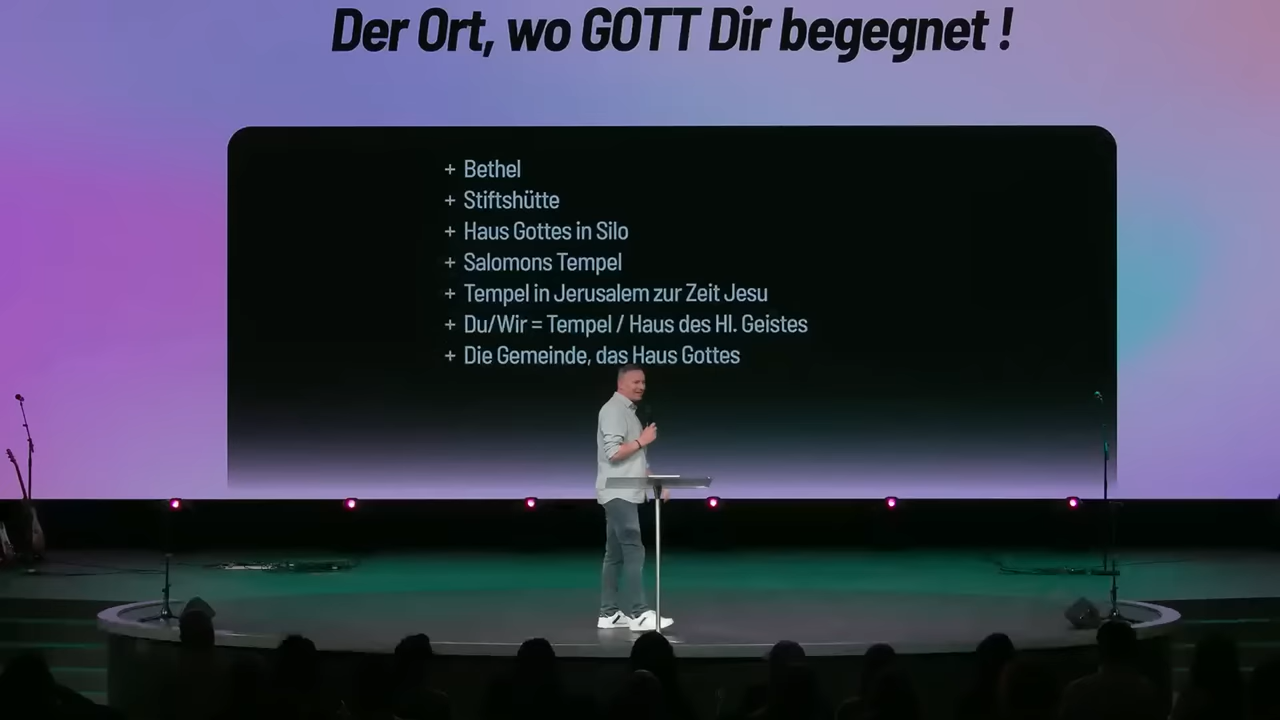 Der Ort, wo GOTT Dir begegnet !
+ Bethel
+ Stiftshütte
+ Haus Gottes in Silo
+ Salomons Tempel
+ Tempel in Jerusalem zur Zeit Jesu
+ Du/Wir = Tempel / Haus des Hl. Geistes
+ Die Gemeinde, das Haus Gottes